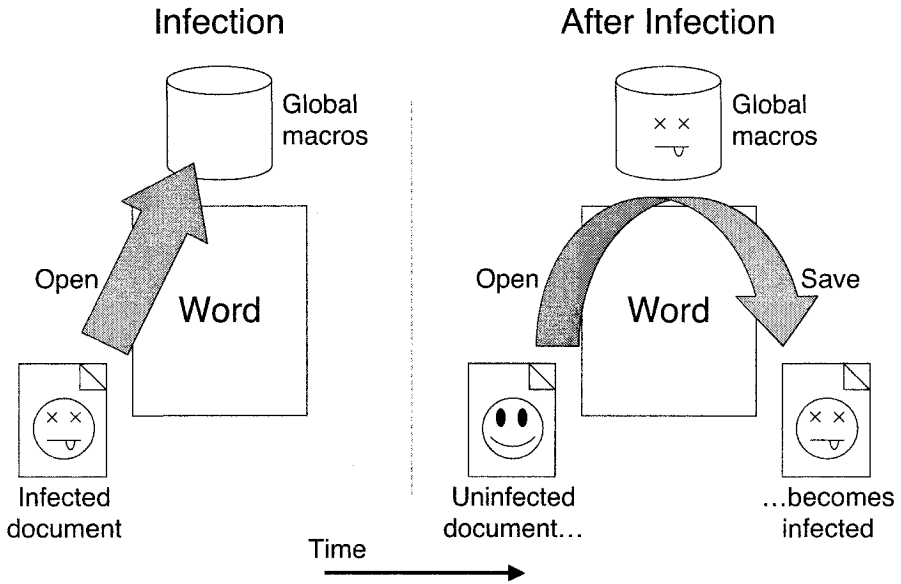 Infection
Global
macros
Open
Word
Infected
document
After Infection
Global
macros
Open
Save
Word
Uninfected
document…
…becomes
infected
Time